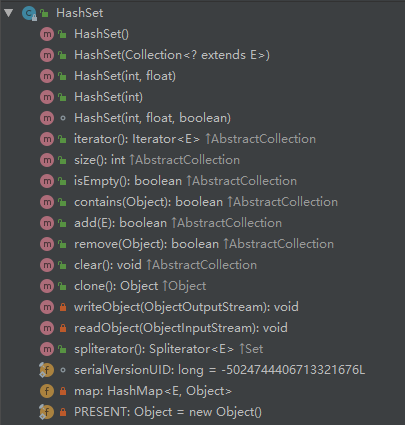 HashSet
HashSet()
HashSet(Collection<? extends E>)
HashSet(int, float)
HashSet(int)
HashSet(int, float, boolean)
iterator(): Iterator<E> ↑AbstractCollection
size(): int ↑AbstractCollection
isEmpty(): boolean ↑AbstractCollection
contains(Object): boolean ↑AbstractCollection
add(E): boolean ↑AbstractCollection
remove(Object): boolean ↑AbstractCollection
clear(): void ↑AbstractCollection
clone(): Object ↑Object
writeObject(ObjectOutputStream): void
readObject(ObjectInputStream): void
spliterator(): Spliterator<E> ↑Set
serialVersionUID: long = -5024744406713321676L
map: HashMap<E, Object>
PRESENT: Object = new Object()